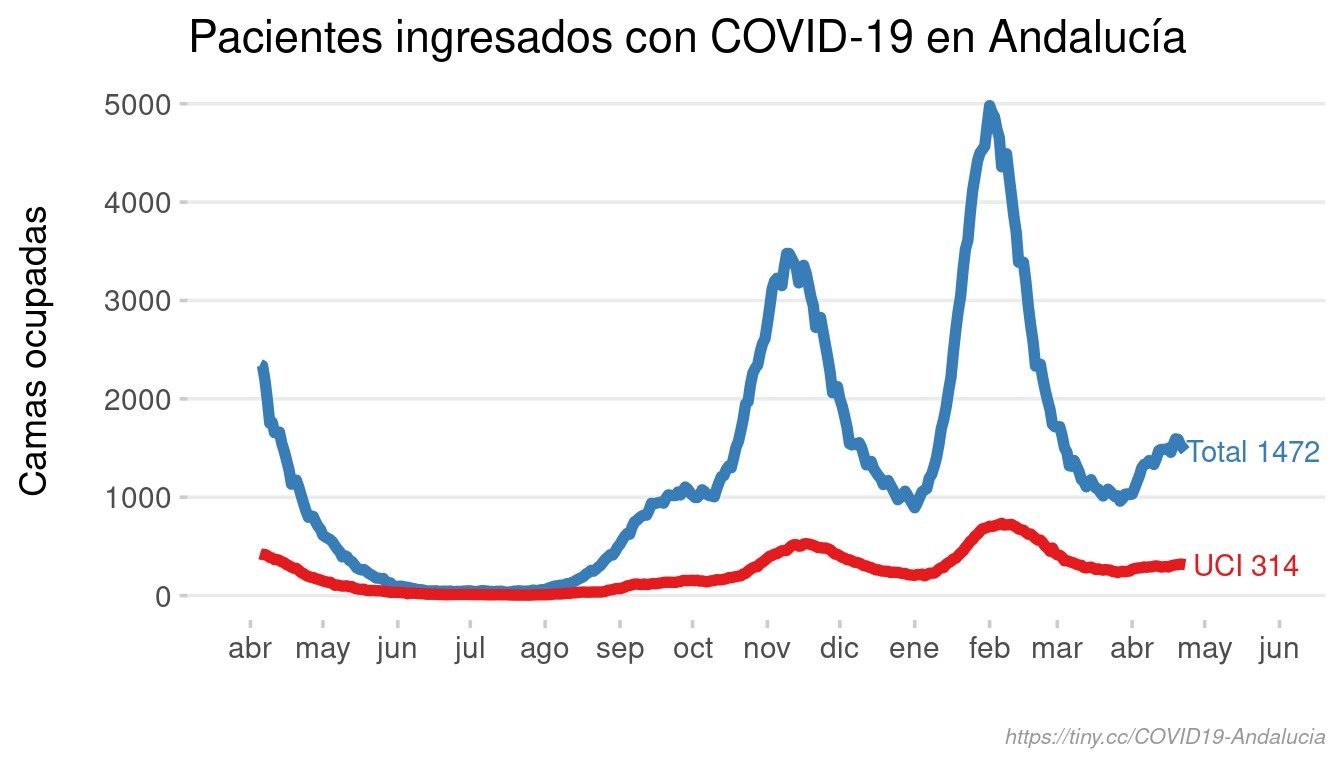 Pacientes ingresados con COVID-19 en Andalucía
Camas ocupadas
5000
4000
3000
2000
1000
0
Total 1472
UCI 314
abr may jun jul ago sep oct nov dic ene feb mar abr may jun
https://tiny.cc/COVID19-Andalucia